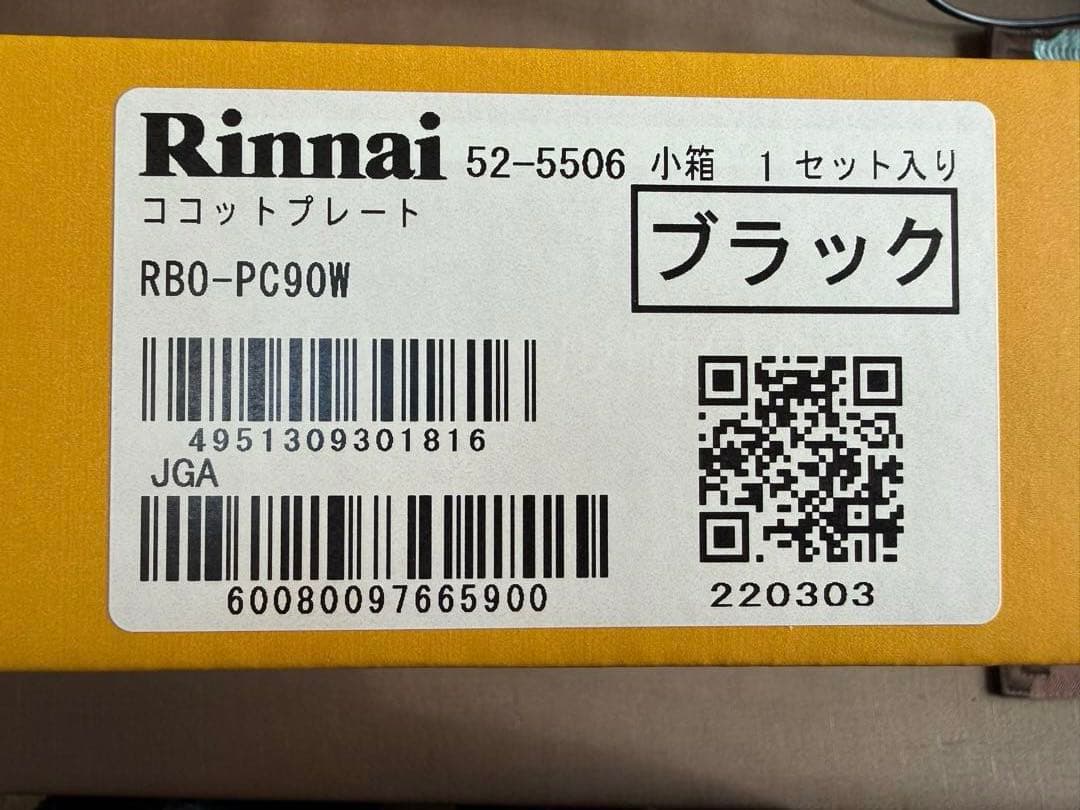 Rinnai 52-5506 小箱 1 セット入り
ココットプレート
ブラック
RBO-PC90W
4951309301816
JGA
60080097665900
220303